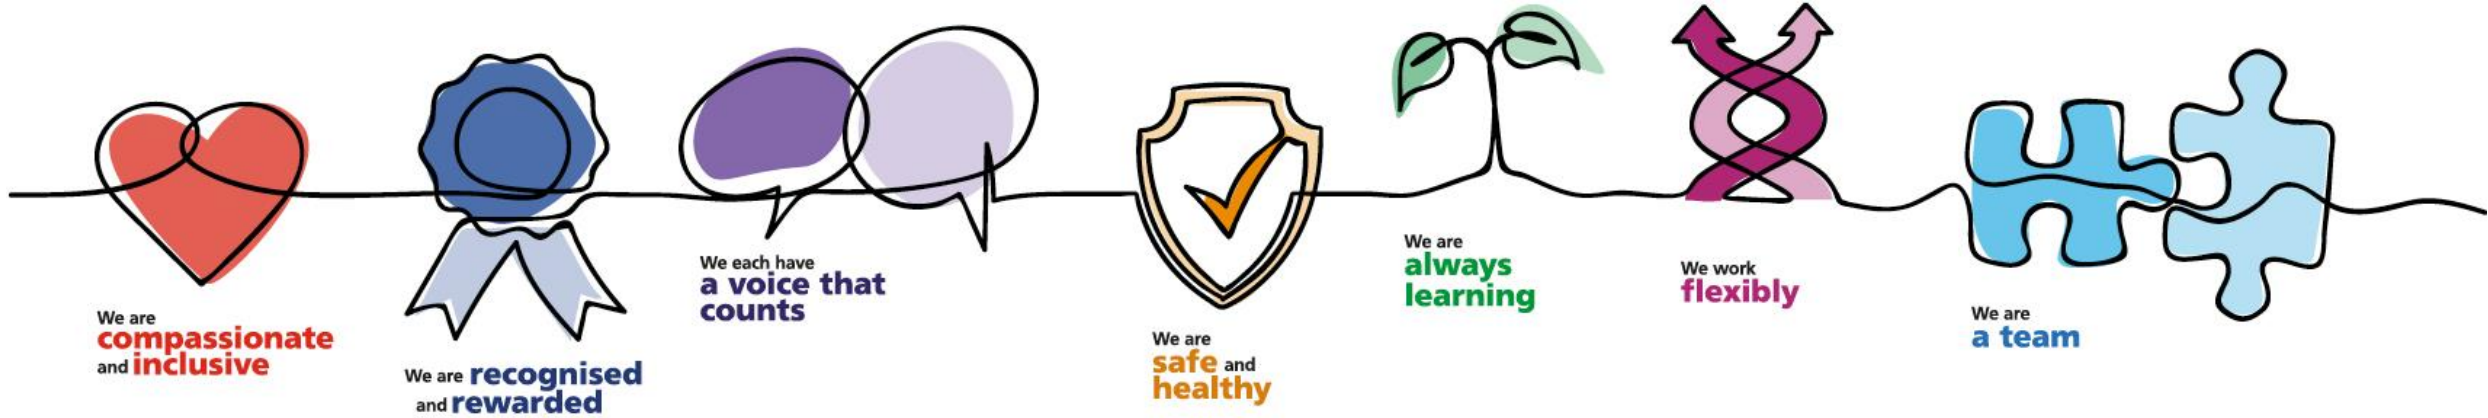 We are
compassionate
and inclusive
We are recognised
and rewarded
We each have
a voice that
counts
We are
safe and
healthy
We are
always
learning
We work
flexibly
We are
a team